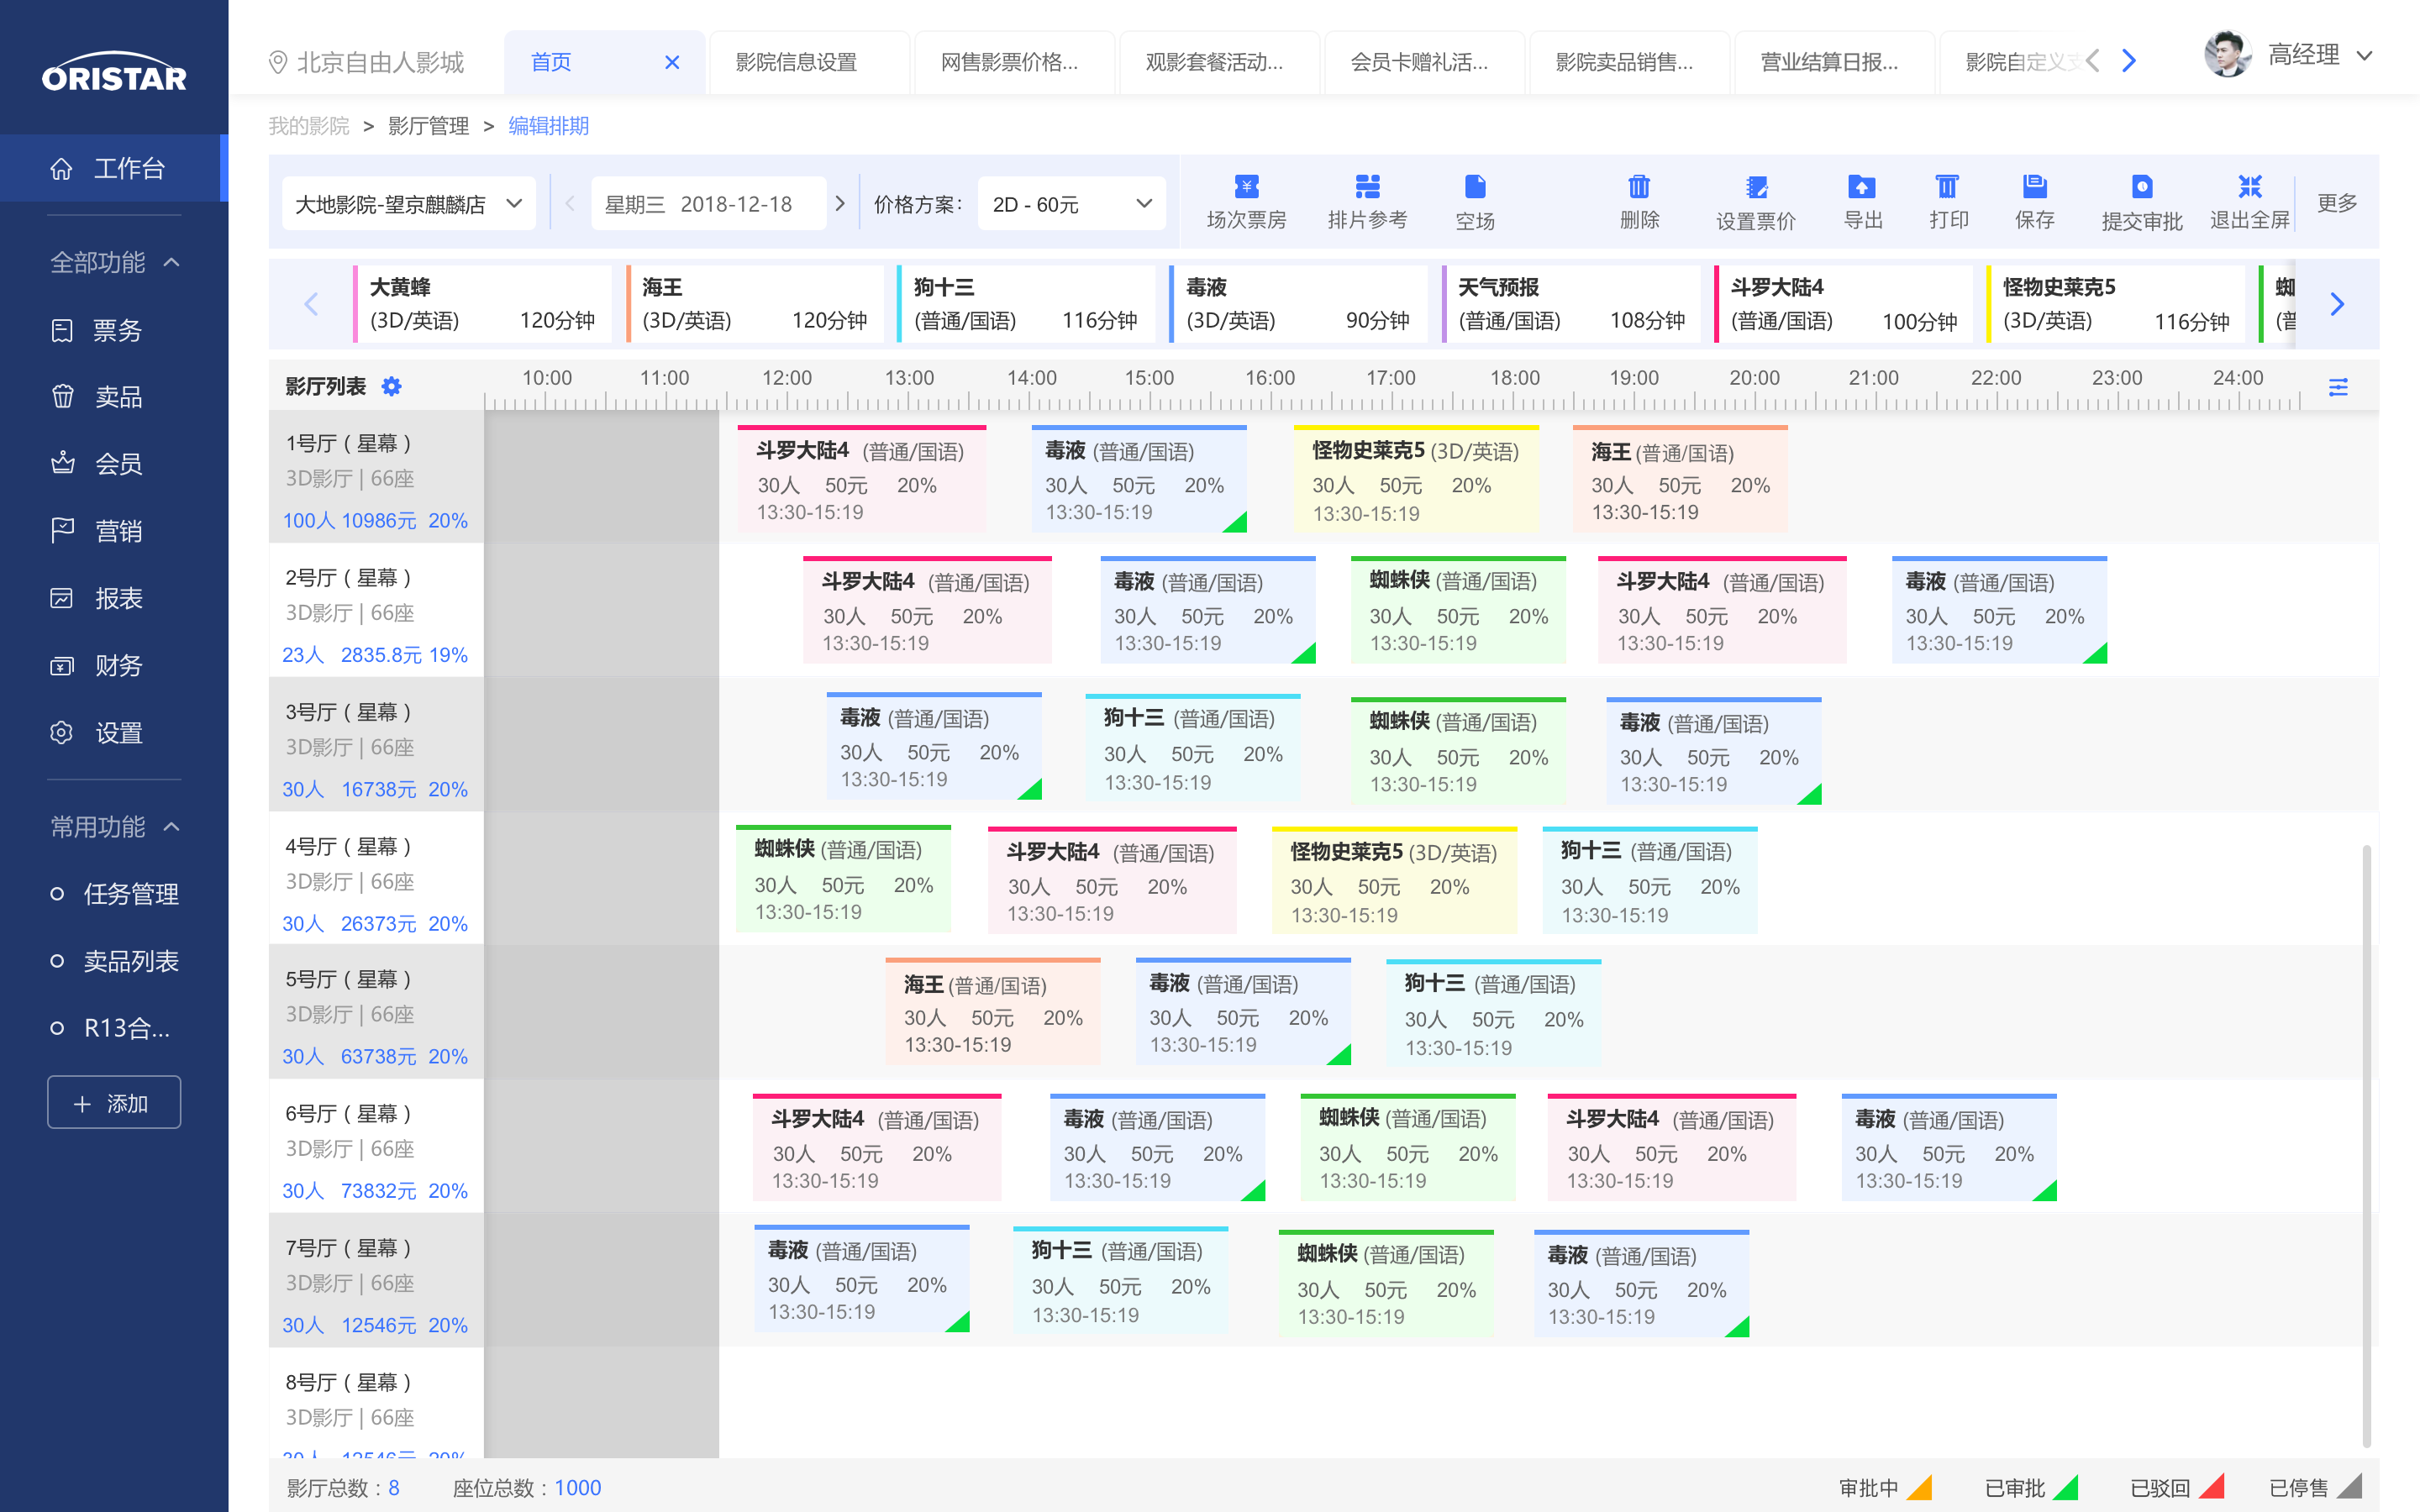 ORISTAR
北京自由人影城
首页
影院信息设置
网售影票价格...
观影套餐活动...
会员卡赠礼活...
影院卖品销售...
营业结算日报...
影院自定义支
高经理
工作台
全部功能
票务
卖品
会员
营销
报表
财务
设置
常用功能
任务管理
卖品列表
R13合...
添加
我的影院 > 影厅管理 > 编辑排期
大地影院-望京麒麟店
星期三 2018-12-18
价格方案：
2D - 60元
场次票房
排片参考
空场
删除
设置票价
导出
打印
保存
提交审批
退出全屏
更多
大黄蜂
(3D/英语) 120分钟
海王
(3D/英语) 120分钟
狗十三
(普通/国语) 116分钟
毒液
(3D/英语) 90分钟
天气预报
(普通/国语) 108分钟
斗罗大陆4
(普通/国语) 100分钟
怪物史莱克5
(3D/英语) 116分钟
蜘
(普
影厅列表
10:00 11:00 12:00 13:00 14:00 15:00 16:00 17:00 18:00 19:00 20:00 21:00 22:00 23:00 24:00
1号厅 ( 星幕 )
3D影厅 | 66座
100人 10986元 20%
斗罗大陆4 (普通/国语)
30人 50元 20%
13:30-15:19
毒液 (普通/国语)
30人 50元 20%
13:30-15:19
怪物史莱克5 (3D/英语)
30人 50元 20%
13:30-15:19
海王 (普通/国语)
30人 50元 20%
13:30-15:19
2号厅 ( 星幕 )
3D影厅 | 66座
23人 2835.8元 19%
斗罗大陆4 (普通/国语)
30人 50元 20%
13:30-15:19
毒液 (普通/国语)
30人 50元 20%
13:30-15:19
蜘蛛侠 (普通/国语)
30人 50元 20%
13:30-15:19
斗罗大陆4 (普通/国语)
30人 50元 20%
13:30-15:19
毒液 (普通/国语)
30人 50元 20%
13:30-15:19
3号厅 ( 星幕 )
3D影厅 | 66座
30人 16738元 20%
毒液 (普通/国语)
30人 50元 20%
13:30-15:19
狗十三 (普通/国语)
30人 50元 20%
13:30-15:19
蜘蛛侠 (普通/国语)
30人 50元 20%
13:30-15:19
毒液 (普通/国语)
30人 50元 20%
13:30-15:19
4号厅 ( 星幕 )
3D影厅 | 66座
30人 26373元 20%
蜘蛛侠 (普通/国语)
30人 50元 20%
13:30-15:19
斗罗大陆4 (普通/国语)
30人 50元 20%
13:30-15:19
怪物史莱克5 (3D/英语)
30人 50元 20%
13:30-15:19
狗十三 (普通/国语)
30人 50元 20%
13:30-15:19
5号厅 ( 星幕 )
3D影厅 | 66座
30人 63738元 20%
海王 (普通/国语)
30人 50元 20%
13:30-15:19
毒液 (普通/国语)
30人 50元 20%
13:30-15:19
狗十三 (普通/国语)
30人 50元 20%
13:30-15:19
6号厅 ( 星幕 )
3D影厅 | 66座
30人 73832元 20%
斗罗大陆4 (普通/国语)
30人 50元 20%
13:30-15:19
毒液 (普通/国语)
30人 50元 20%
13:30-15:19
蜘蛛侠 (普通/国语)
30人 50元 20%
13:30-15:19
斗罗大陆4 (普通/国语)
30人 50元 20%
13:30-15:19
毒液 (普通/国语)
30人 50元 20%
13:30-15:19
7号厅 ( 星幕 )
3D影厅 | 66座
30人 12546元 20%
毒液 (普通/国语)
30人 50元 20%
13:30-15:19
狗十三 (普通/国语)
30人 50元 20%
13:30-15:19
蜘蛛侠 (普通/国语)
30人 50元 20%
13:30-15:19
毒液 (普通/国语)
30人 50元 20%
13:30-15:19
8号厅 ( 星幕 )
3D影厅 | 66座
30人 12546元 20%
影厅总数：8
座位总数：1000
审批中
已审批
已驳回
已停售